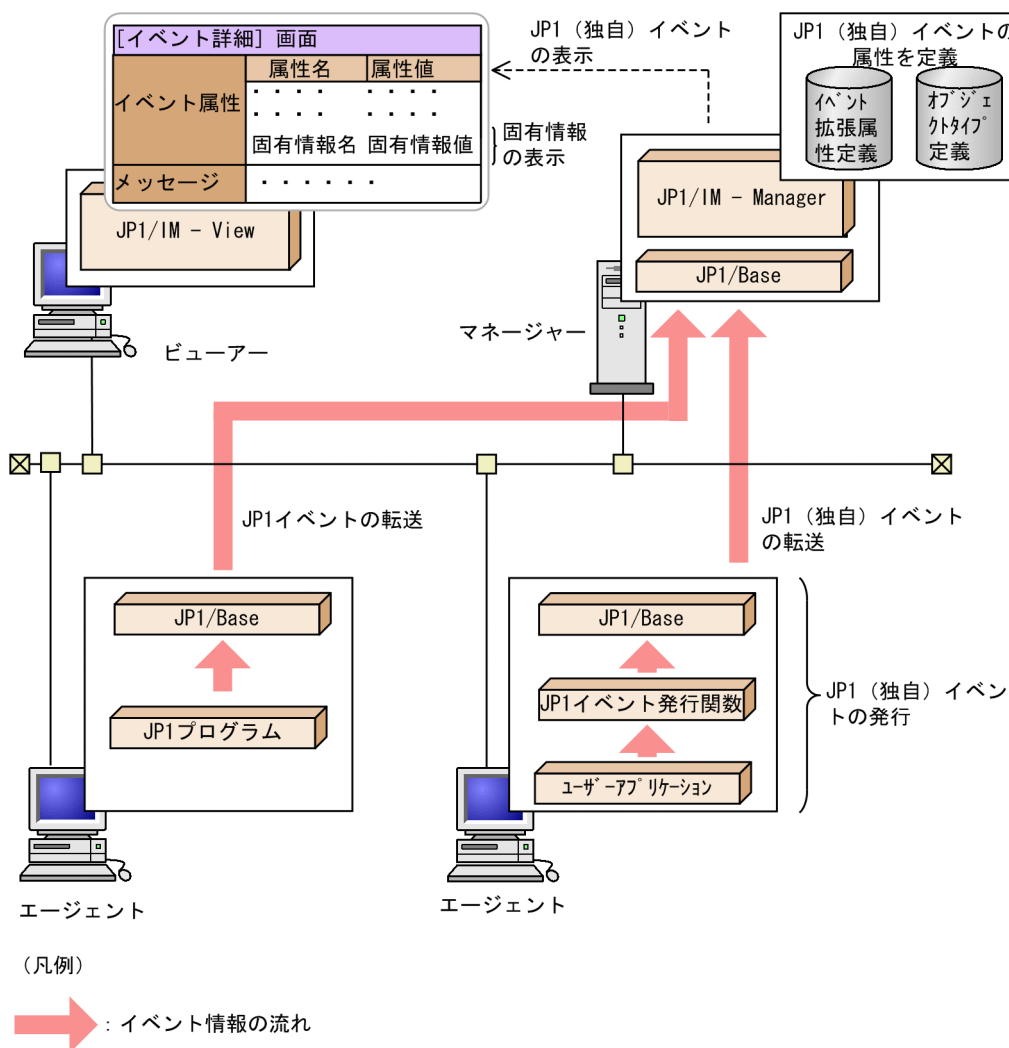 [イベント詳細] 画面
属性名
属性値
イベント属性
・・・・
・・・・
・・・・
・・・・
固有情報名
固有情報値
メッセージ
・・・・・・
固有情報
の表示
JP1（独自）イベント
の表示
JP1（独自）イベントの
属性を定義
ｲﾍﾞﾝﾄ
拡張属
性定義
ｵﾌﾞｼﾞｪ
ｸﾄﾀｲﾌﾟ
定義
JP1/IM - View
JP1/IM - Manager
JP1/Base
ビューアー
マネージャー
JP1イベントの転送
JP1（独自）イベント
の転送
JP1/Base
JP1プログラム
JP1/Base
JP1イベント発行関数
ﾕｰｻﾞｰｱﾌﾟﾘｹｰｼｮﾝ
JP1（独自）イベン
トの発行
エージェント
エージェント
（凡例）
：イベント情報の流れ